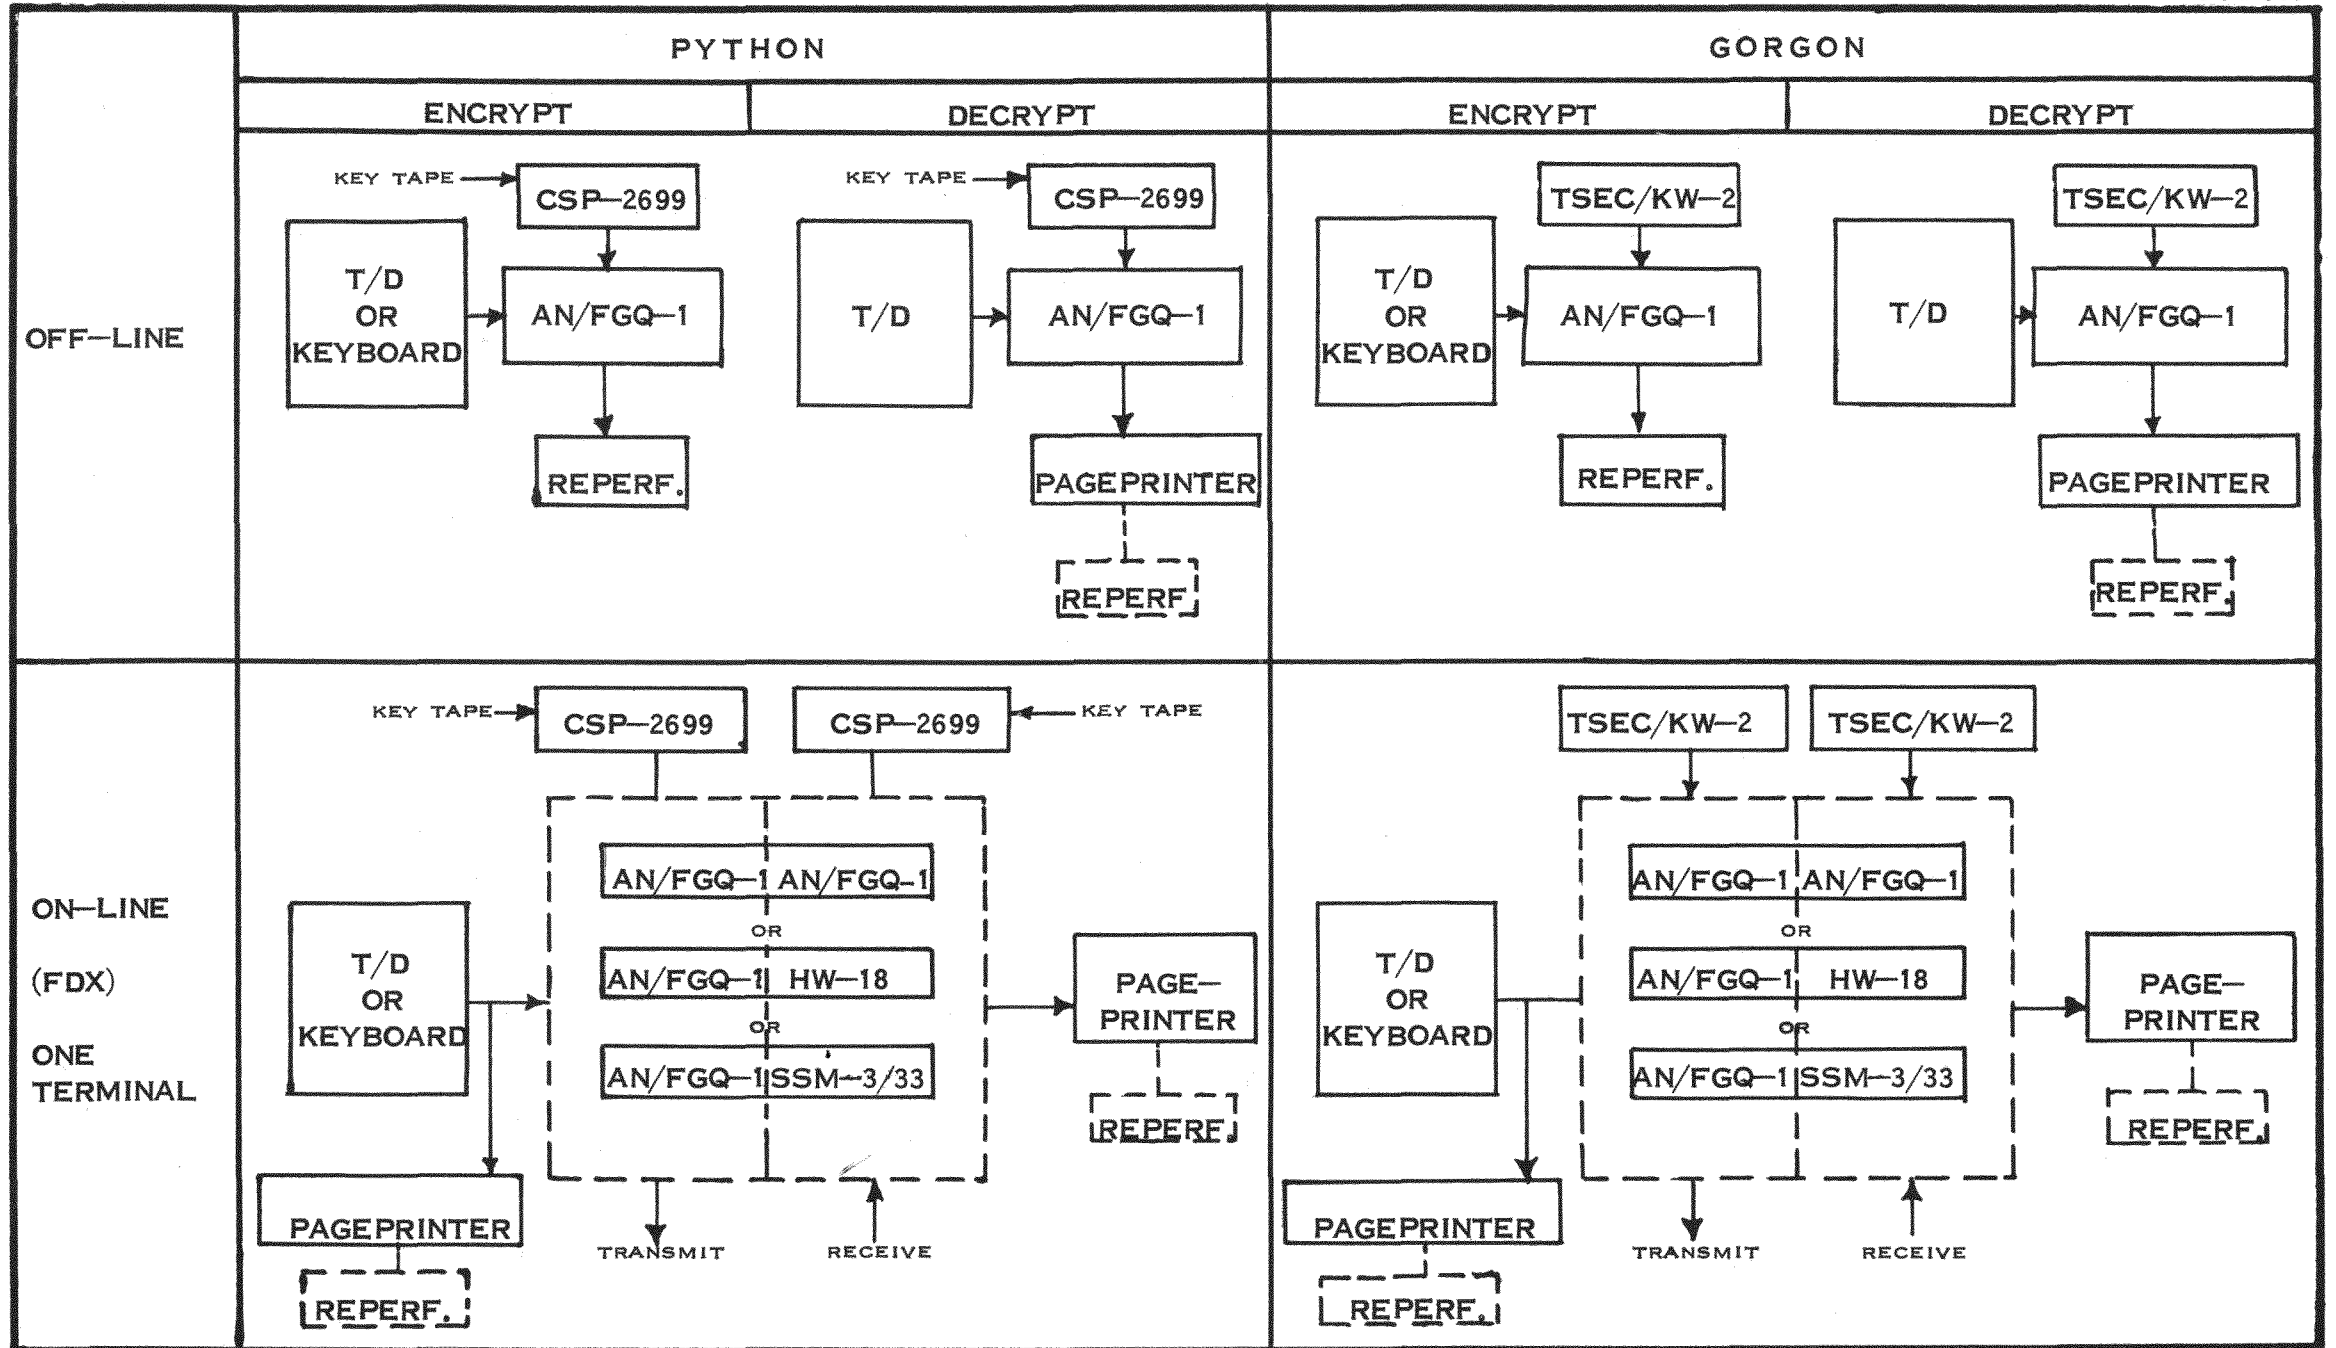 PYTHON
GORGON
ENCRYPT
DECRYPT
ENCRYPT
DECRYPT
OFF—LINE
KEY TAPE
CSP—2699
T/D
OR
KEYBOARD
AN/FGQ—1
REPERF.
KEY TAPE
CSP—2699
T/D
AN/FGQ—1
PAGEPRINTER
REPERF.
TSEC/KW—2
T/D
OR
KEYBOARD
AN/FGQ—1
REPERF.
TSEC/KW—2
T/D
AN/FGQ—1
PAGEPRINTER
REPERF.
ON—LINE
(FDX)
ONE
TERMINAL
KEY TAPE
CSP—2699
CSP—2699
KEY TAPE
T/D
OR
KEYBOARD
AN/FGQ—1 AN/FGQ—1
OR
AN/FGQ—1 HW—18
OR
AN/FGQ—1 SSM—3/33
PAGE—
PRINTER
REPERF.
PAGEPRINTER
REPERF.
TRANSMIT
RECEIVE
TSEC/KW—2
TSEC/KW—2
T/D
OR
KEYBOARD
AN/FGQ—1 AN/FGQ—1
OR
AN/FGQ—1 HW—18
OR
AN/FGQ—1 SSM—3/33
PAGE—
PRINTER
REPERF.
PAGEPRINTER
REPERF.
TRANSMIT
RECEIVE